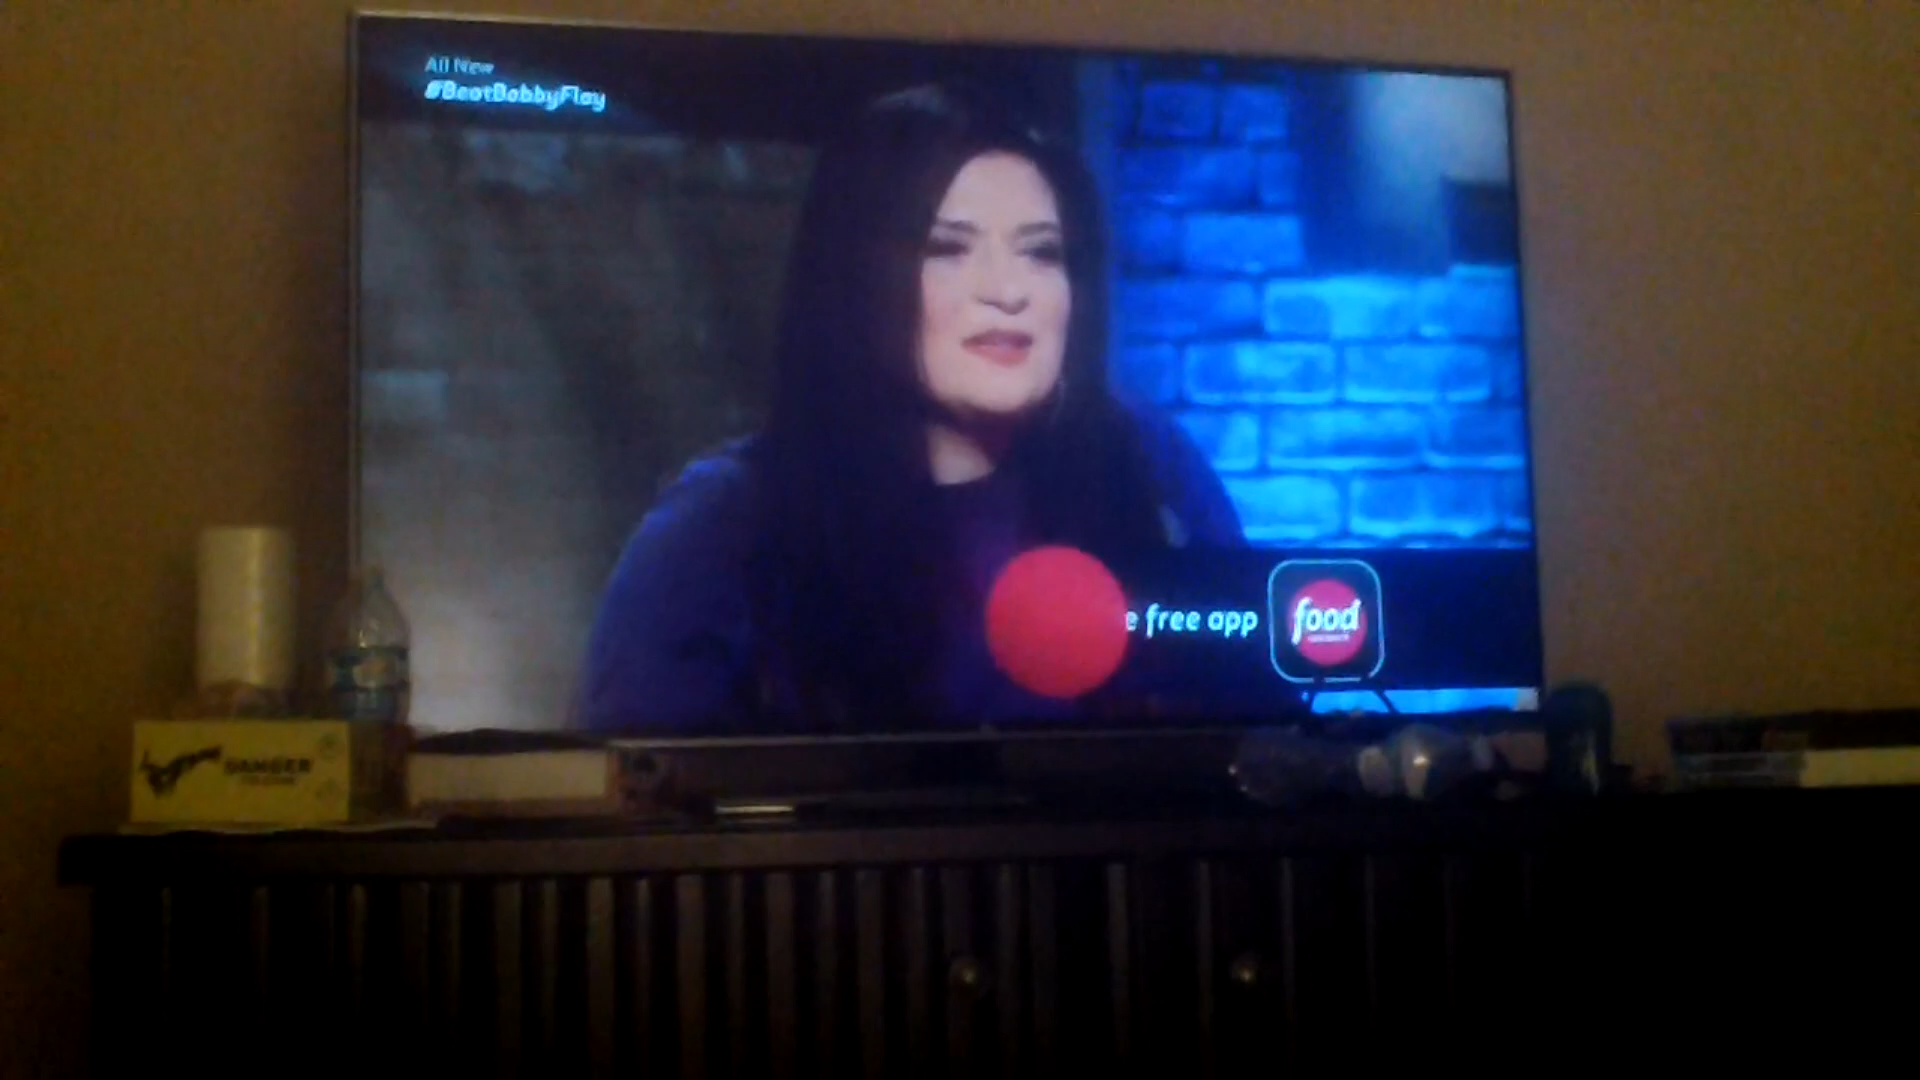 All New
#BeatBobbyFlay
e free app
food
DANGER